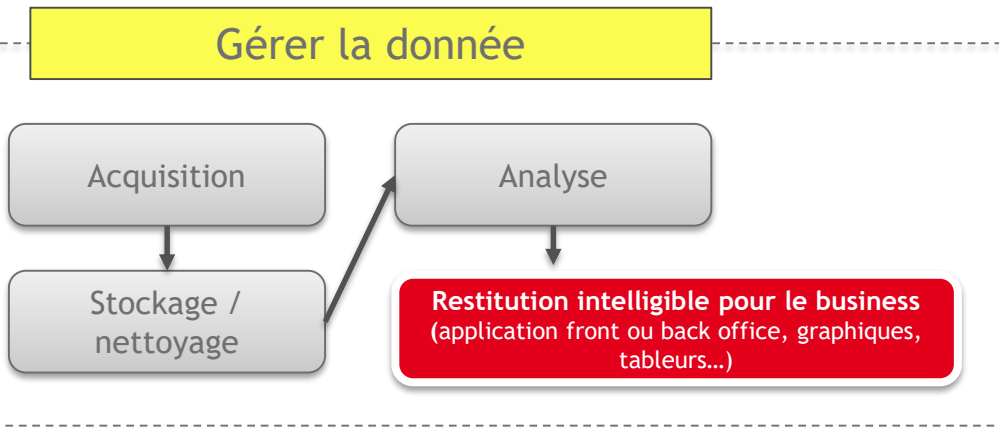 Gérer la donnée
Acquisition
Stockage /
nettoyage
Analyse
Restitution intelligible pour le business
(application front ou back office, graphiques,
tableurs…)